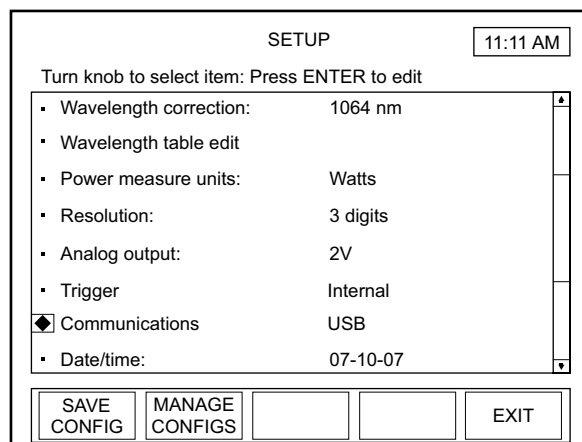 SETUP
11:11 AM
Turn knob to select item: Press ENTER to edit
Wavelength correction: 1064 nm
Wavelength table edit
Power measure units: Watts
Resolution: 3 digits
Analog output: 2V
Trigger Internal
Communications USB
Date/time: 07-10-07
SAVE CONFIG
MANAGE CONFIGS
EXIT